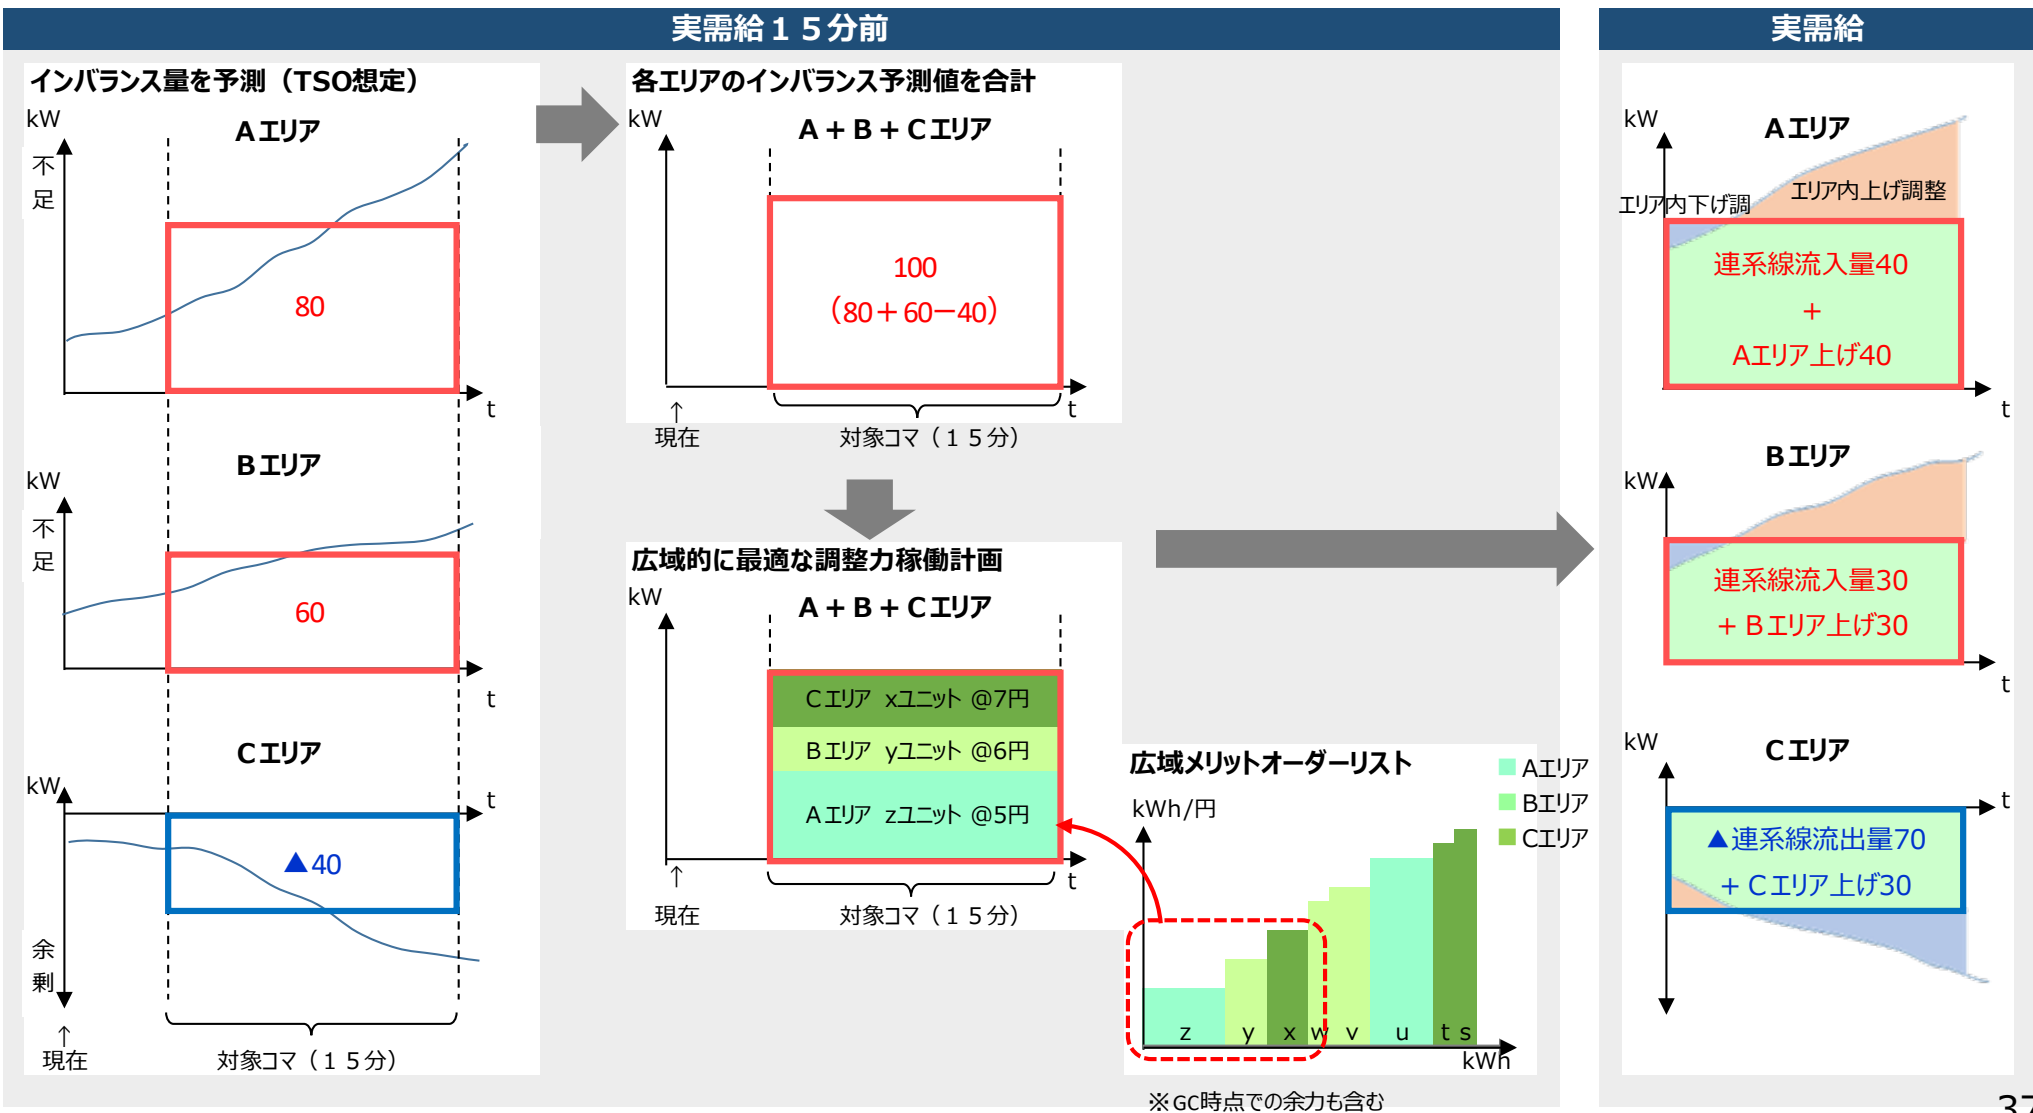 実需給１５分前
インバランス量を予測（TSO想定）
kW
Aエリア
不
足
80
t
Bエリア
kW
不
足
60
t
Cエリア
kW
t
▲40
余
剰
↑
現在
対象コマ（１５分）
各エリアのインバランス予測値を合計
kW
A＋B＋Cエリア
100
（80＋60－40）
t
↑
現在
対象コマ（１５分）
広域的に最適な調整力稼働計画
kW
A＋B＋Cエリア
Cエリア xユニット @7円
Bエリア yユニット @6円
Aエリア zユニット @5円
t
↑
現在
対象コマ（１５分）
広域メリットオーダーリスト
Aエリア
Bエリア
Cエリア
kWh/円
z y x w v u t s
kWh
※GC時点での余力も含む
実需給
kW
Aエリア
エリア内下げ調
エリア内上げ調整
連系線流入量40
＋
Aエリア上げ40
t
Bエリア
kW
連系線流入量30
＋Bエリア上げ30
t
kW
Cエリア
t
▲連系線流出量70
＋Cエリア上げ30